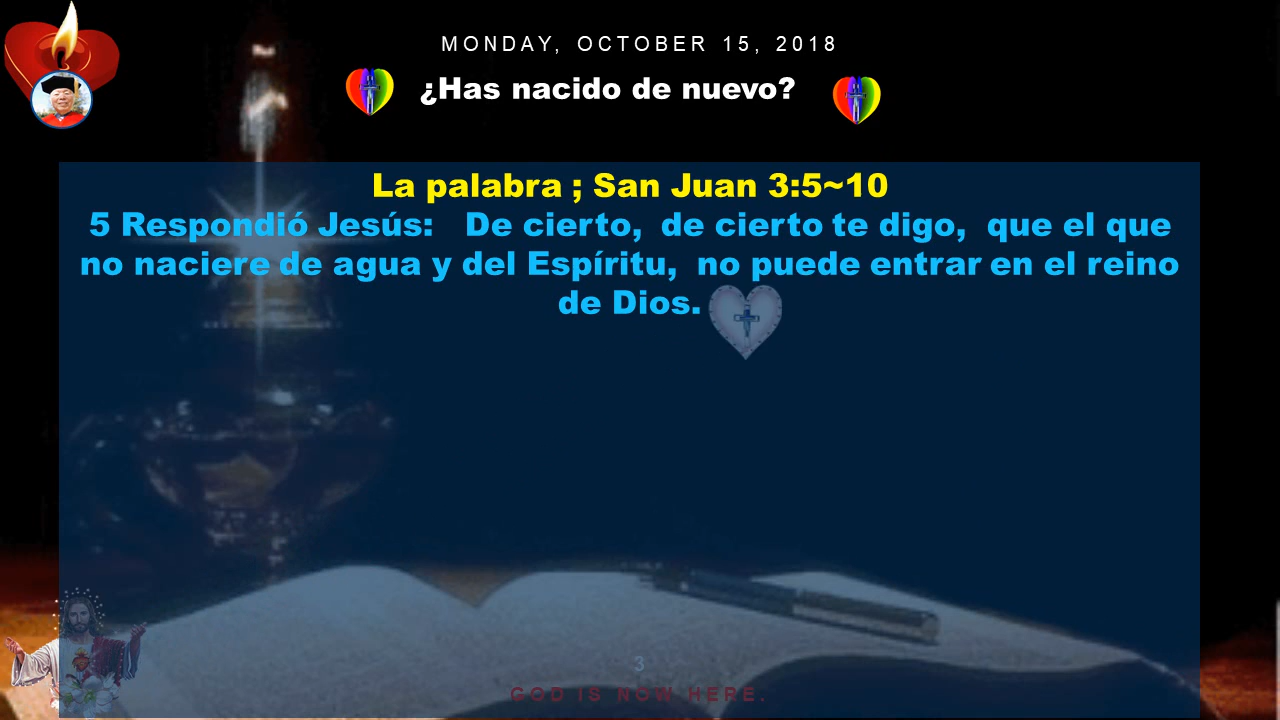 MONDAY, OCTOBER 15, 2018
¿Has nacido de nuevo?
La palabra ; San Juan 3:5~10
5 Respondió Jesús: De cierto, de cierto te digo, que el que
no naciere de agua y del Espíritu, no puede entrar en el reino
de Dios.
3
GOD IS NOW HERE.